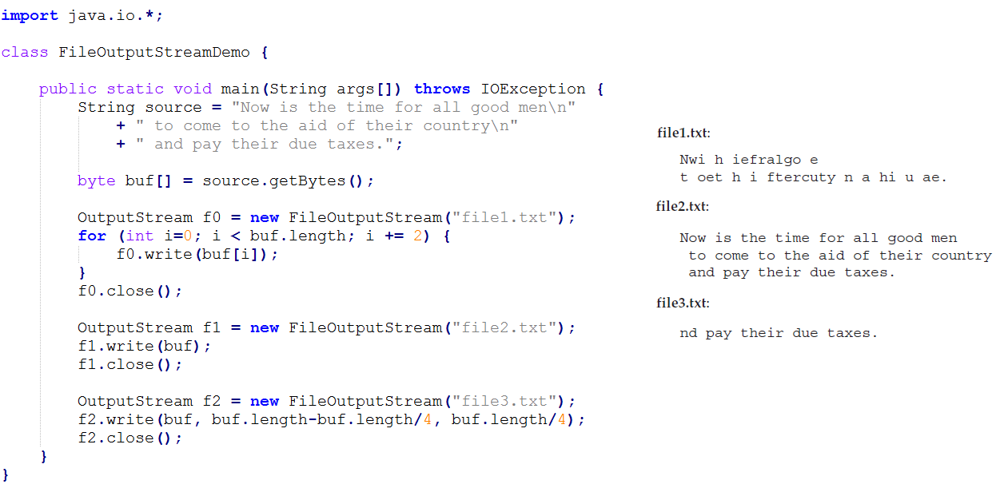 import java.io.*;
class FileOutputStreamDemo {
public static void main(String args[]) throws IOException {
String source = "Now is the time for all good men\n"
+ " to come to the aid of their country\n"
+ " and pay their due taxes.";
byte buf[] = source.getBytes();
OutputStream f0 = new FileOutputStream("file1.txt");
for (int i=0; i < buf.length; i += 2) {
f0.write(buf[i]);
}
f0.close();
OutputStream f1 = new FileOutputStream("file2.txt");
f1.write(buf);
f1.close();
OutputStream f2 = new FileOutputStream("file3.txt");
f2.write(buf, buf.length-buf.length/4, buf.length/4);
f2.close();
}
}
file1.txt:
Nwi h iefralgo e
t oet h i ftercuty n a hi u ae.
file2.txt:
Now is the time for all good men
to come to the aid of their country
and pay their due taxes.
file3.txt:
nd pay their due taxes.